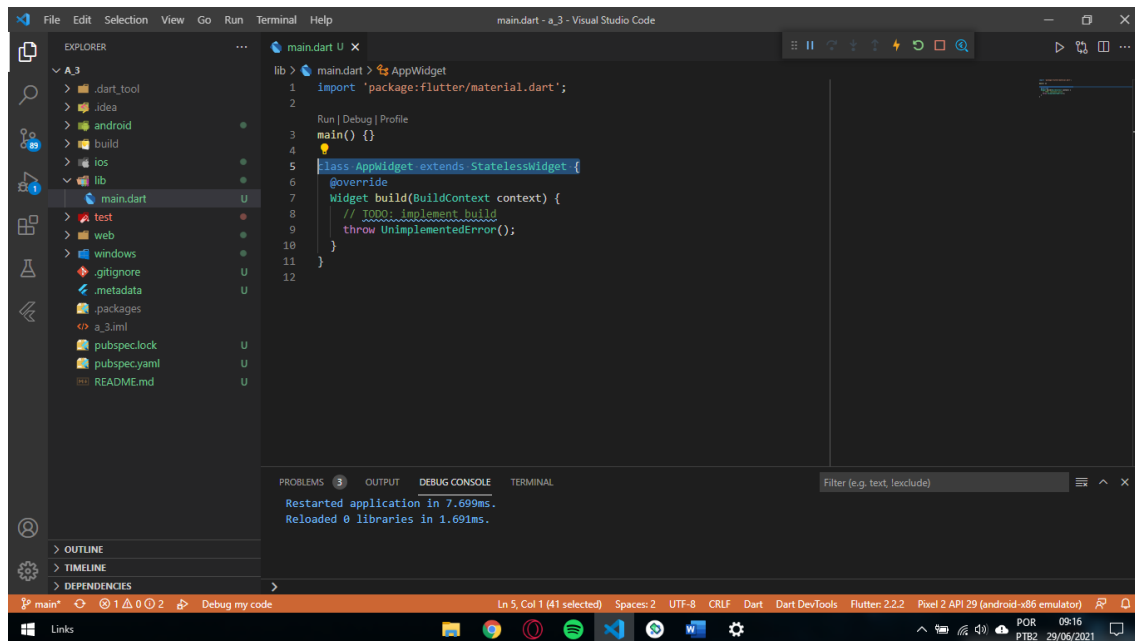 File Edit Selection View Go Run Terminal Help main.dart - a_3 - Visual Studio Code
EXPLORER
A_3
.dart_tool
.idea
android
build
ios
lib
main.dart U
test
web
windows
.gitignore U
.metadata U
.packages
a_3.iml
pubspec.lock U
pubspec.yaml U
README.md U
OUTLINE
TIMELINE
DEPENDENCIES
89
1
main.dart U
lib > main.dart > AppWidget
1 import 'package:flutter/material.dart';
2
Run | Debug | Profile
3 main() {}
4
5 class AppWidget extends StatelessWidget {
6 @override
7 Widget build(BuildContext context) {
8 // TODO: implement build
9 throw UnimplementedError();
10 }
11 }
12
PROBLEMS 3 OUTPUT DEBUG CONSOLE TERMINAL Filter (e.g. text, !exclude)
Restarted application in 7.699ms.
Reloaded 0 libraries in 1.691ms.
>
main* 1 0 2 Debug my code Ln 5, Col 1 (41 selected) Spaces: 2 UTF-8 CRLF Dart Dart DevTools Flutter: 2.2.2 Pixel 2 API 29 (android-x86 emulator)
Links POR 09:16
PTB2 29/06/2021